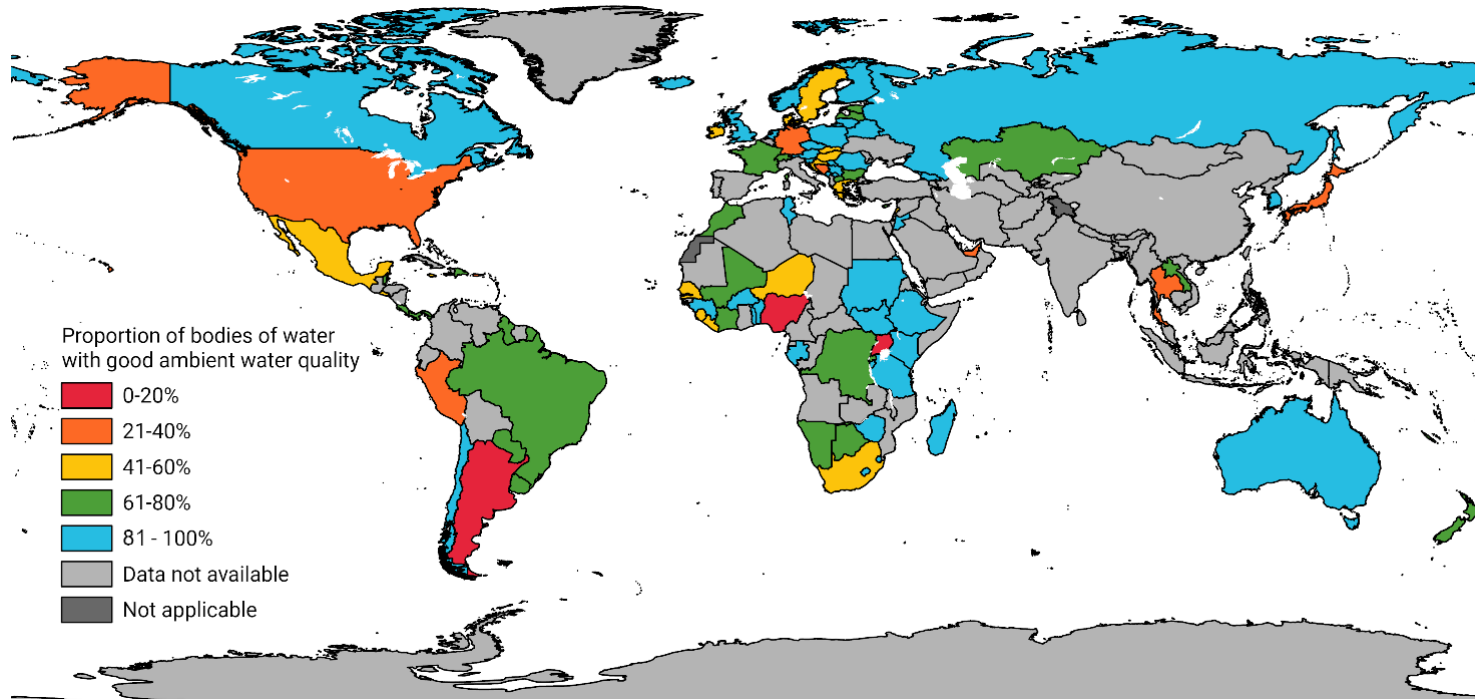 Proportion of bodies of water
with good ambient water quality
0-20%
21-40%
41-60%
61-80%
81 - 100%
Data not available
Not applicable